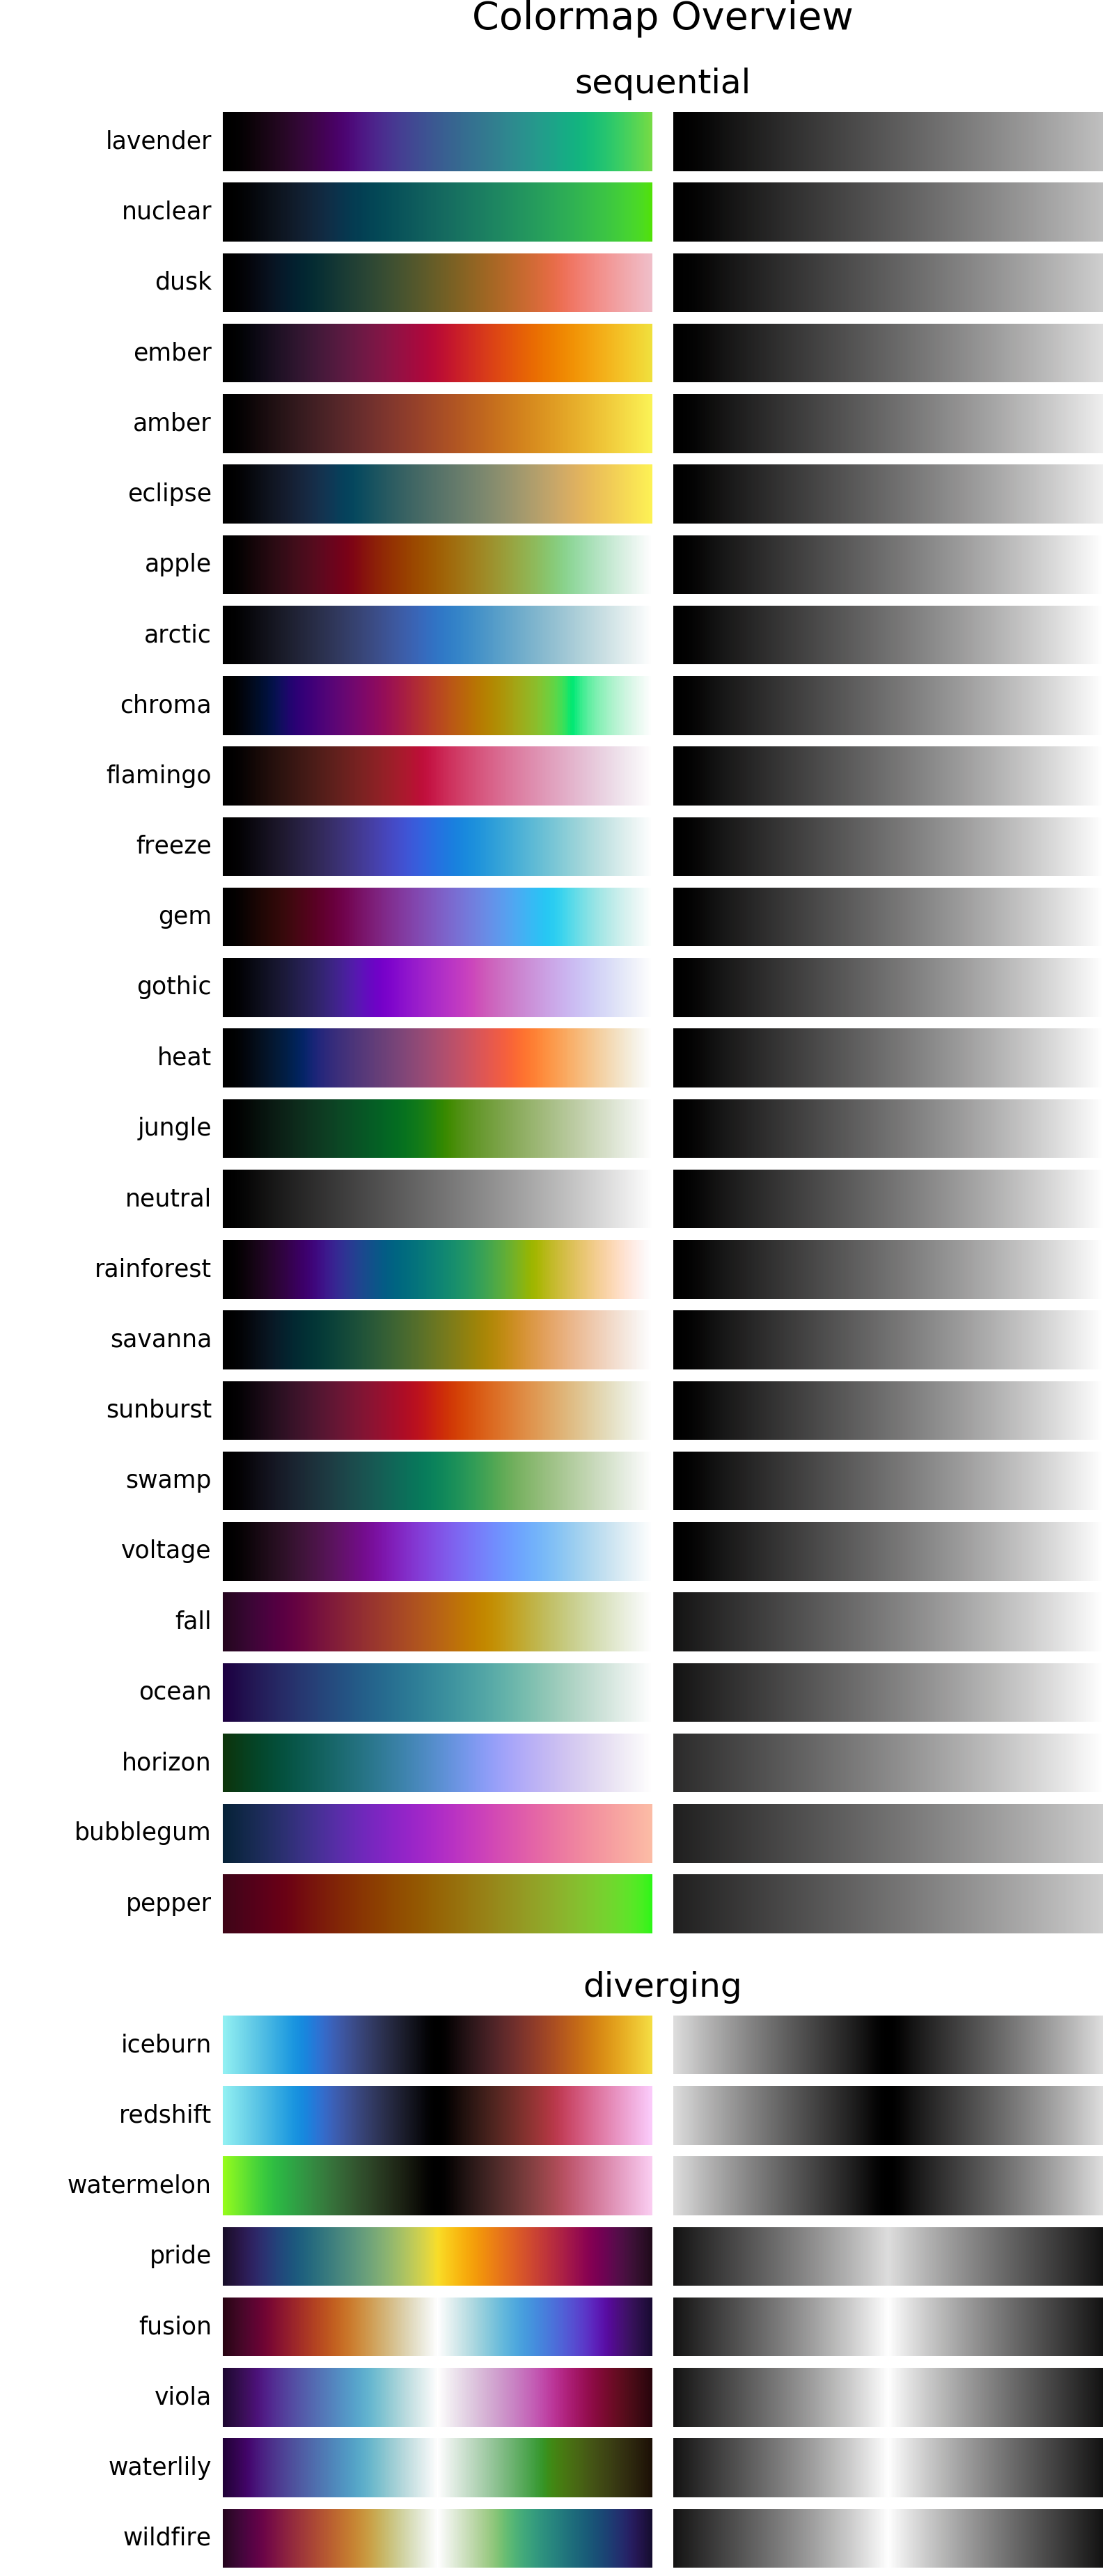 Colormap Overview
sequential
lavender
nuclear
dusk
ember
amber
eclipse
apple
arctic
chroma
flamingo
freeze
gem
gothic
heat
jungle
neutral
rainforest
savanna
sunburst
swamp
voltage
fall
ocean
horizon
bubblegum
pepper
diverging
iceburn
redshift
watermelon
pride
fusion
viola
waterlily
wildfire